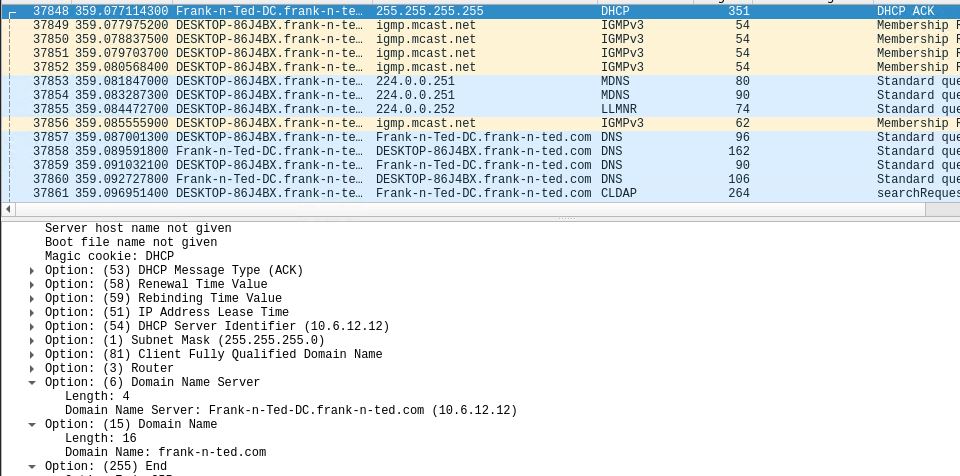 37848 359.077114300 Frank-n-Ted-DC.frank-n-te… 255.255.255.255 DHCP 351 DHCP ACK
37849 359.077975200 DESKTOP-86J4BX.frank-n-te… igmp.mcast.net IGMPv3 54 Membership R
37850 359.078837500 DESKTOP-86J4BX.frank-n-te… igmp.mcast.net IGMPv3 54 Membership R
37851 359.079703700 DESKTOP-86J4BX.frank-n-te… igmp.mcast.net IGMPv3 54 Membership R
37852 359.080568400 DESKTOP-86J4BX.frank-n-te… igmp.mcast.net IGMPv3 54 Membership R
37853 359.081847000 DESKTOP-86J4BX.frank-n-te… 224.0.0.251 MDNS 80 Standard que
37854 359.083287300 DESKTOP-86J4BX.frank-n-te… 224.0.0.251 MDNS 90 Standard que
37855 359.084472700 DESKTOP-86J4BX.frank-n-te… 224.0.0.252 LLMNR 74 Standard que
37856 359.085555900 DESKTOP-86J4BX.frank-n-te… igmp.mcast.net IGMPv3 62 Membership R
37857 359.087001300 DESKTOP-86J4BX.frank-n-te… Frank-n-Ted-DC.frank-n-ted.com DNS 96 Standard que
37858 359.089591800 Frank-n-Ted-DC.frank-n-te… DESKTOP-86J4BX.frank-n-ted.com DNS 162 Standard que
37859 359.091032100 DESKTOP-86J4BX.frank-n-te… Frank-n-Ted-DC.frank-n-ted.com DNS 90 Standard que
37860 359.092727800 Frank-n-Ted-DC.frank-n-te… DESKTOP-86J4BX.frank-n-ted.com DNS 106 Standard que
37861 359.096951400 DESKTOP-86J4BX.frank-n-te… Frank-n-Ted-DC.frank-n-ted.com CLDAP 264 searchReques
Server host name not given
Boot file name not given
Magic cookie: DHCP
Option: (53) DHCP Message Type (ACK)
Option: (58) Renewal Time Value
Option: (59) Rebinding Time Value
Option: (51) IP Address Lease Time
Option: (54) DHCP Server Identifier (10.6.12.12)
Option: (1) Subnet Mask (255.255.255.0)
Option: (81) Client Fully Qualified Domain Name
Option: (3) Router
Option: (6) Domain Name Server
Length: 4
Domain Name Server: Frank-n-Ted-DC.frank-n-ted.com (10.6.12.12)
Option: (15) Domain Name
Length: 16
Domain Name: frank-n-ted.com
Option: (255) End